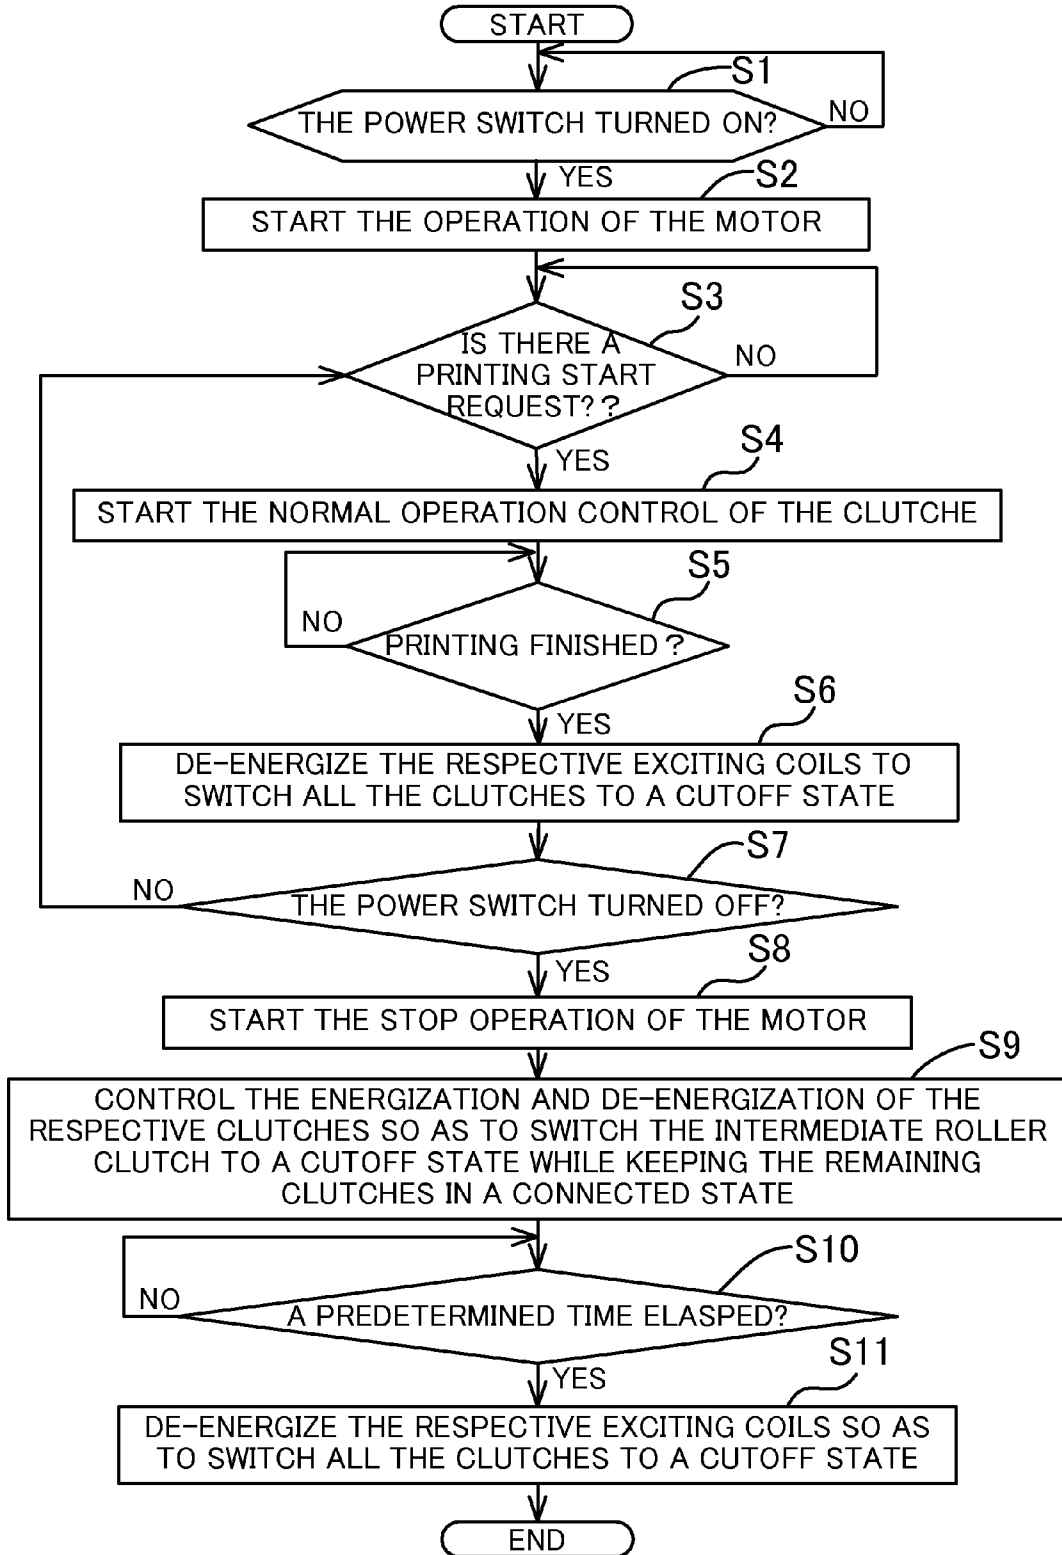 START
S1
THE POWER SWITCH TURNED ON?
NO
YES
S2
START THE OPERATION OF THE MOTOR
S3
IS THERE A
PRINTING START
REQUEST??
NO
YES
S4
START THE NORMAL OPERATION CONTROL OF THE CLUTCHE
S5
NO
PRINTING FINISHED?
YES
S6
DE-ENERGIZE THE RESPECTIVE EXCITING COILS TO
SWITCH ALL THE CLUTCHES TO A CUTOFF STATE
S7
NO
THE POWER SWITCH TURNED OFF?
YES
S8
START THE STOP OPERATION OF THE MOTOR
S9
CONTROL THE ENERGIZATION AND DE-ENERGIZATION OF THE
RESPECTIVE CLUTCHES SO AS TO SWITCH THE INTERMEDIATE ROLLER
CLUTCH TO A CUTOFF STATE WHILE KEEPING THE REMAINING
CLUTCHES IN A CONNECTED STATE
S10
NO
A PREDETERMINED TIME ELASPED?
YES
S11
DE-ENERGIZE THE RESPECTIVE EXCITING COILS SO AS
TO SWITCH ALL THE CLUTCHES TO A CUTOFF STATE
END